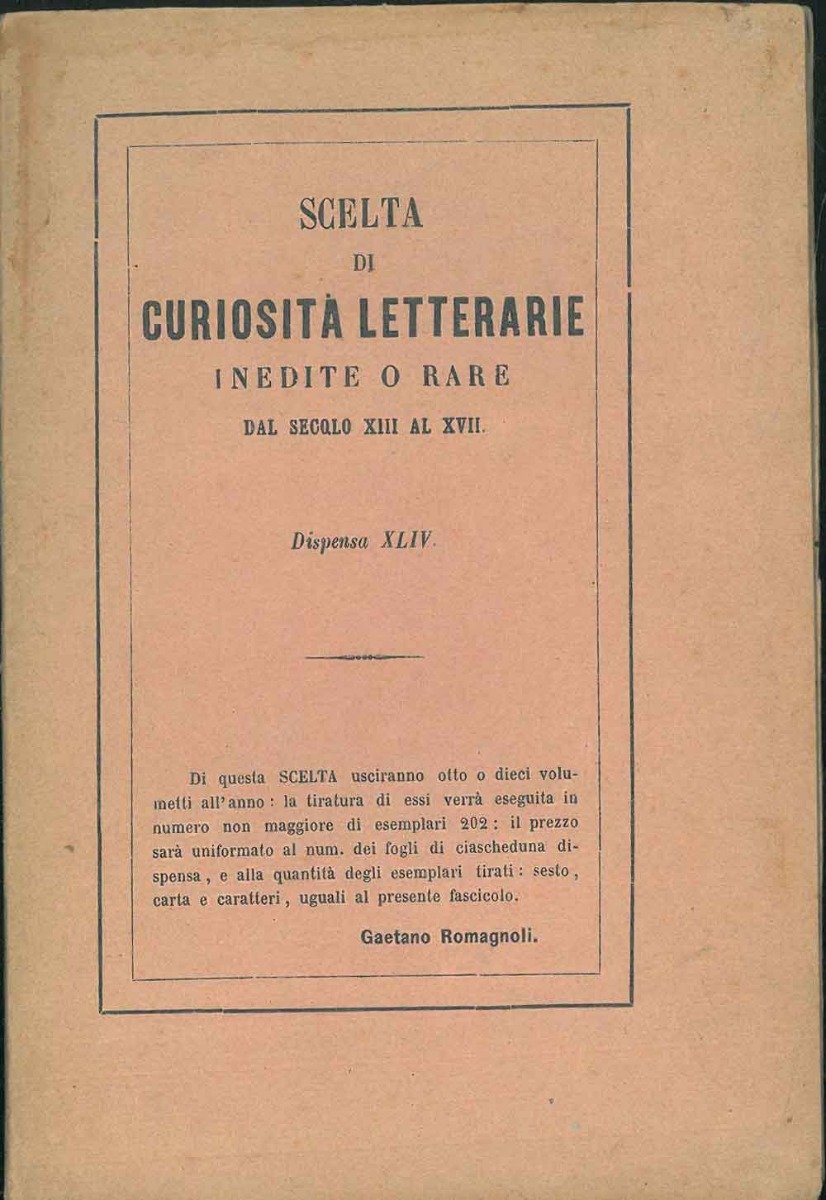 SCELTA
DI
CURIOSITÀ LETTERARIE
INEDITE O RARE
DAL SECOLO XIII AL XVII.
Dispensa XLIV.
Di questa SCELTA usciranno otto o dieci volu-
metti all'anno: la tiratura di essi verrà eseguita in
numero non maggiore di esemplari 202: il prezzo
sarà uniformato al num. dei fogli di ciascheduna di-
spensa, e alla quantità degli esemplari tirati: sesto,
carta e caratteri, uguali al presente fascicolo.
Gaetano Romagnoli.